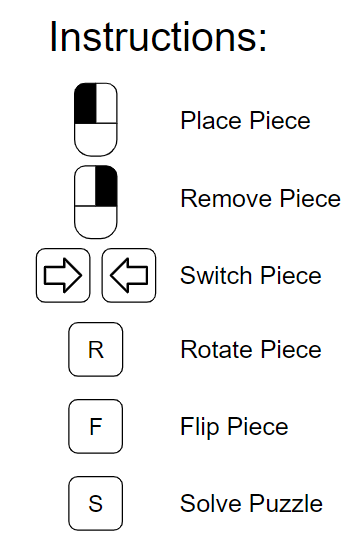 Instructions:
Place Piece
Remove Piece
Switch Piece
R Rotate Piece
F Flip Piece
S Solve Puzzle